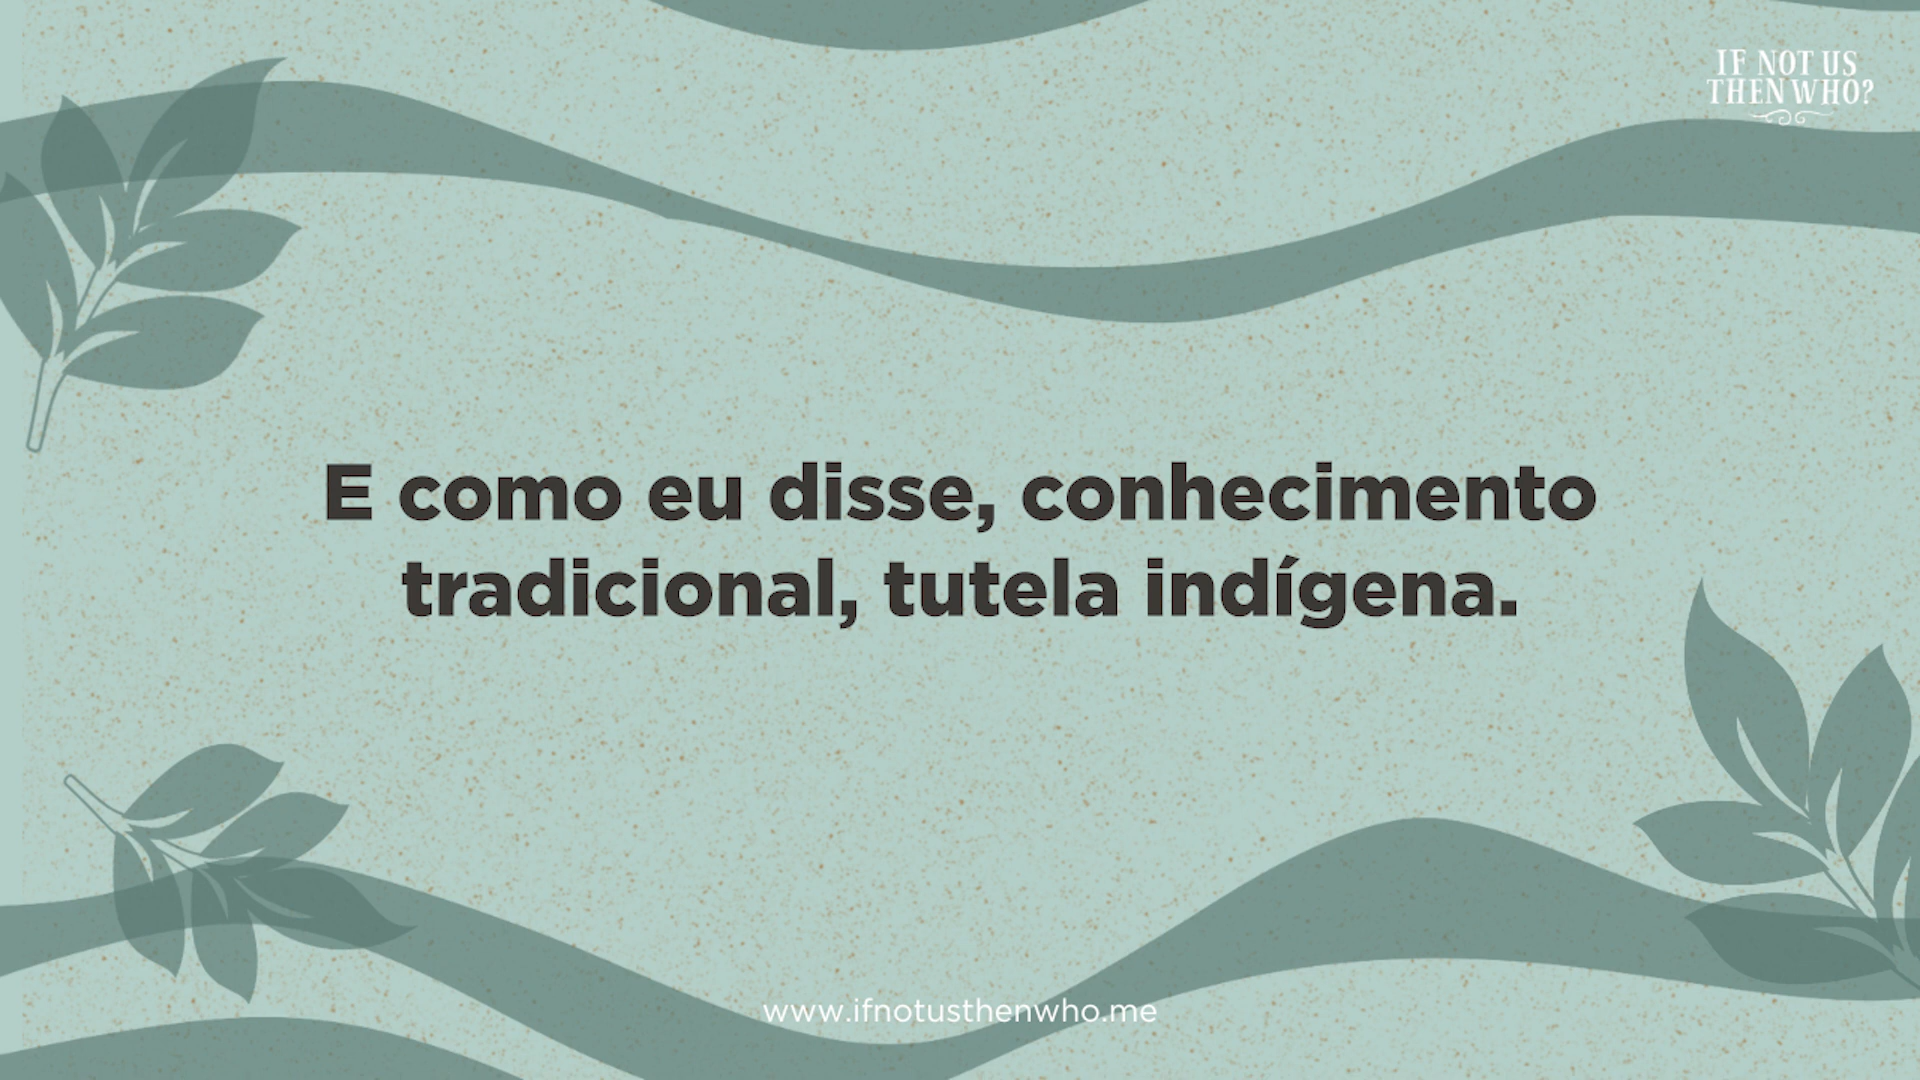 IF NOT US
THEN WHO?
E como eu disse, conhecimento
tradicional, tutela indígena.
www.ifnotusthenwho.me